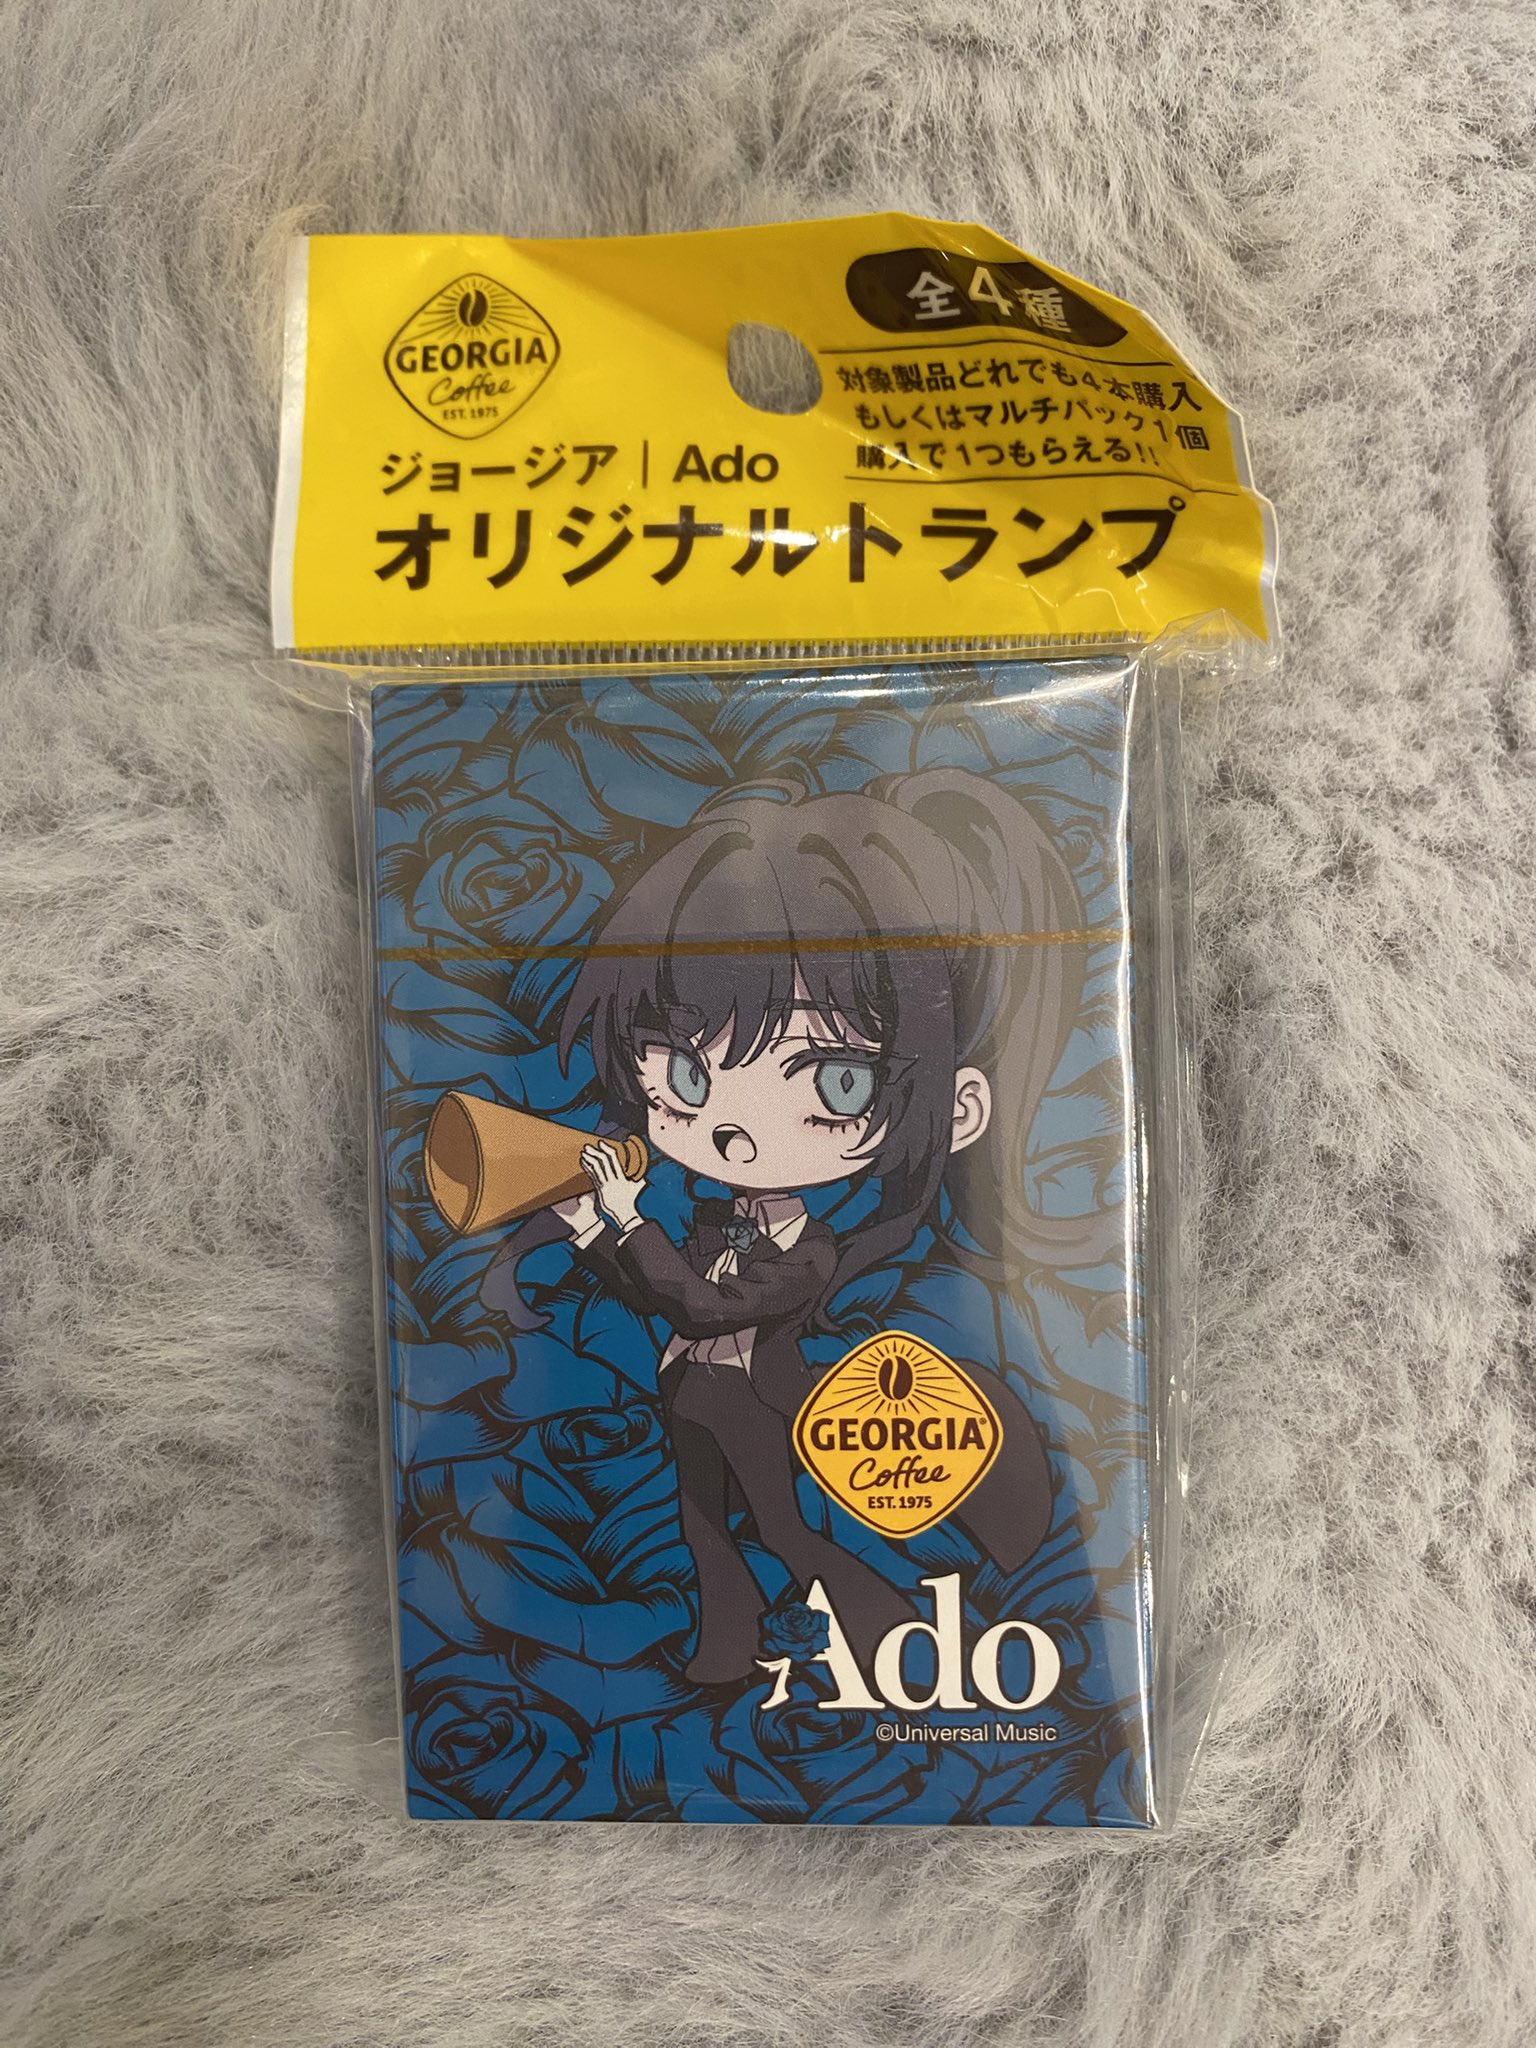 GEORGIA
Coffee
EST. 1975
全4種
対象製品どれでも4本購入
もしくはマルチパック1個
購入で1つもらえる!!
ジョージア | Ado
オリジナルトランプ
GEORGIA®
Coffee
EST. 1975
Ado
©Universal Music